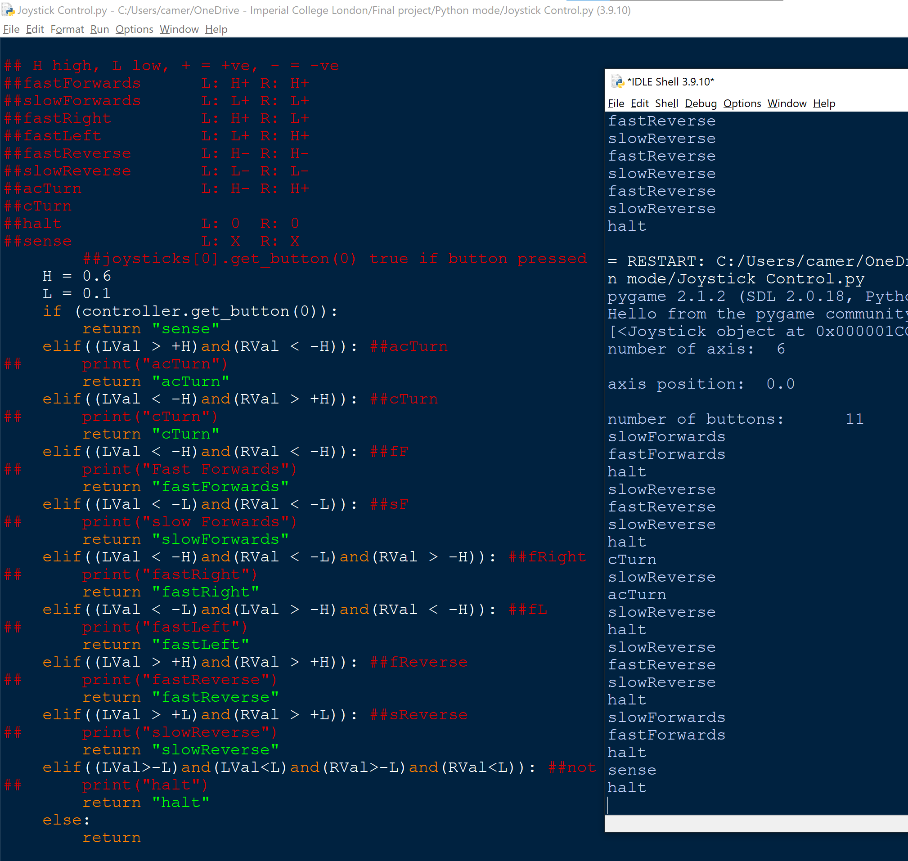 Joystick Control.py - C:/Users/camer/OneDrive - Imperial College London/Final project/Python mode/Joystick Control.py (3.9.10)
File Edit Format Run Options Window Help
## H high, L low, + = +ve, - = -ve
##fastForwards L: H+ R: H+
##slowForwards L: L+ R: L+
##fastRight L: H+ R: L+
##fastLeft L: L+ R: H+
##fastReverse L: H- R: H-
##slowReverse L: L- R: L-
##acTurn L: H- R: H+
##cTurn
##halt L: 0 R: 0
##sense L: X R: X
##joysticks[0].get_button(0) true if button pressed
H = 0.6
L = 0.1
if (controller.get_button(0)):
return "sense"
elif((LVal > +H)and(RVal < -H)): ##acTurn
## print("acTurn")
return "acTurn"
elif((LVal < -H)and(RVal > +H)): ##cTurn
## print("cTurn")
return "cTurn"
elif((LVal < -H)and(RVal < -H)): ##fF
## print("Fast Forwards")
return "fastForwards"
elif((LVal < -L)and(RVal < -L)): ##sF
## print("slow Forwards")
return "slowForwards"
elif((LVal < -H)and(RVal < -L)and(RVal > -H)): ##fRight
## print("fastRight")
return "fastRight"
elif((LVal < -L)and(LVal > -H)and(RVal < -H)): ##fL
## print("fastLeft")
return "fastLeft"
elif((LVal > +H)and(RVal > +H)): ##fReverse
## print("fastReverse")
return "fastReverse"
elif((LVal > +L)and(RVal > +L)): ##sReverse
## print("slowReverse")
return "slowReverse"
elif((LVal>-L)and(LVal<L)and(RVal>-L)and(RVal<L)): ##not
## print("halt")
return "halt"
else:
return
*IDLE Shell 3.9.10*
File Edit Shell Debug Options Window Help
fastReverse
slowReverse
fastReverse
slowReverse
fastReverse
slowReverse
halt
= RESTART: C:/Users/camer/OneDri
n mode/Joystick Control.py
pygame 2.1.2 (SDL 2.0.18, Pytho
Hello from the pygame community
[<Joystick object at 0x000001C
number of axis: 6
axis position: 0.0
number of buttons: 11
slowForwards
fastForwards
halt
slowReverse
fastReverse
slowReverse
halt
cTurn
slowReverse
acTurn
slowReverse
halt
slowReverse
fastReverse
slowReverse
halt
slowForwards
fastForwards
halt
sense
halt